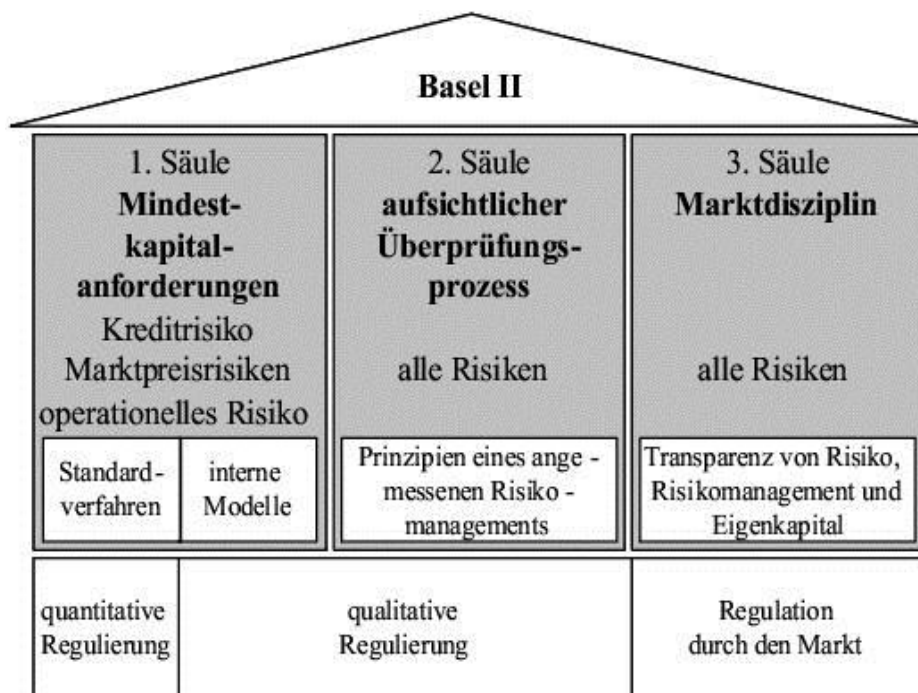 Basel II
1. Säule
Mindest-
kapital-
anforderungen
Kreditrisiko
Marktpreisrisiken
operationelles Risiko
Standard-
verfahren
interne
Modelle
2. Säule
aufsichtlicher
Überprüfungs-
prozess
alle Risiken
Prinzipien eines ange -
messenen Risiko -
managements
3. Säule
Marktdisziplin
alle Risiken
Transparenz von Risiko,
Risikomanagement und
Eigenkapital
quantitative
Regulierung
qualitative
Regulierung
Regulation
durch den Markt